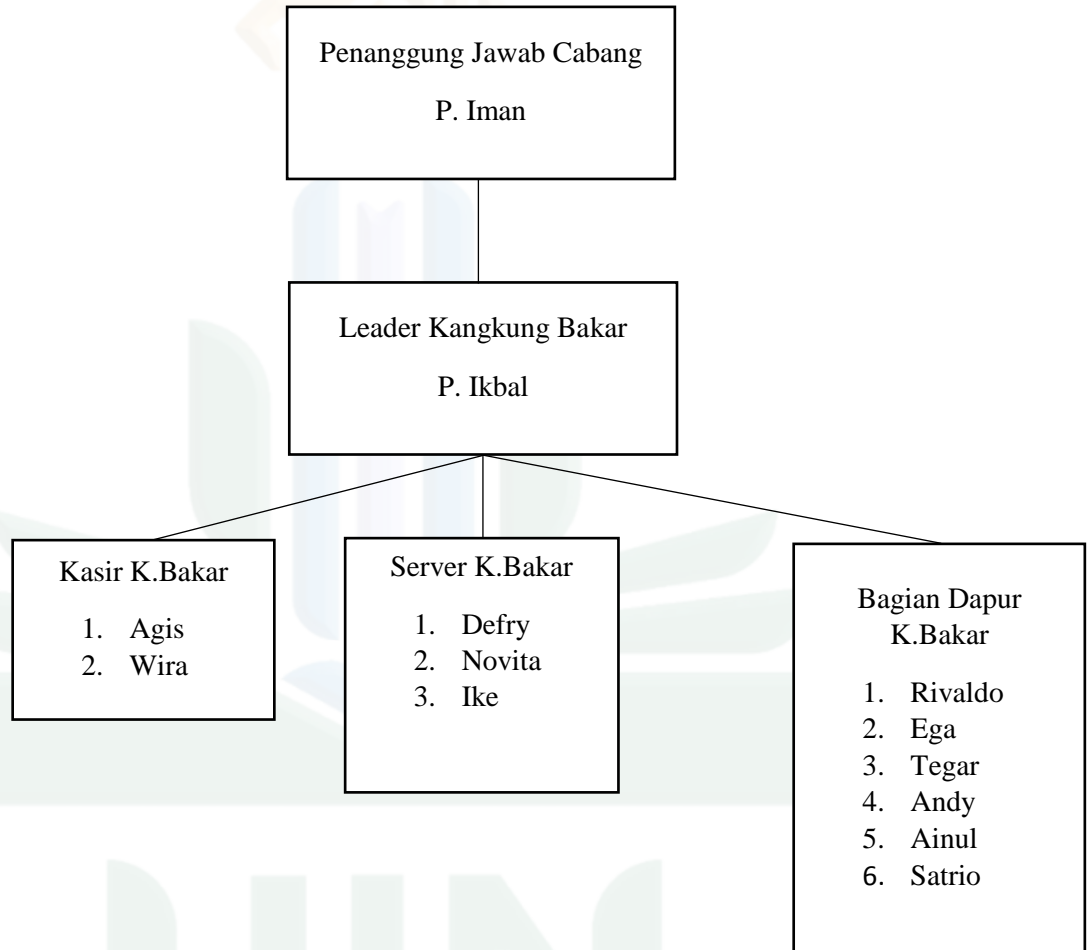 Penanggung Jawab Cabang
P. Iman
Leader Kangkung Bakar
P. Ikbal
Kasir K.Bakar
1. Agis
2. Wira
Server K.Bakar
1. Defry
2. Novita
3. Ike
Bagian Dapur
K.Bakar
1. Rivaldo
2. Ega
3. Tegar
4. Andy
5. Ainul
6. Satrio